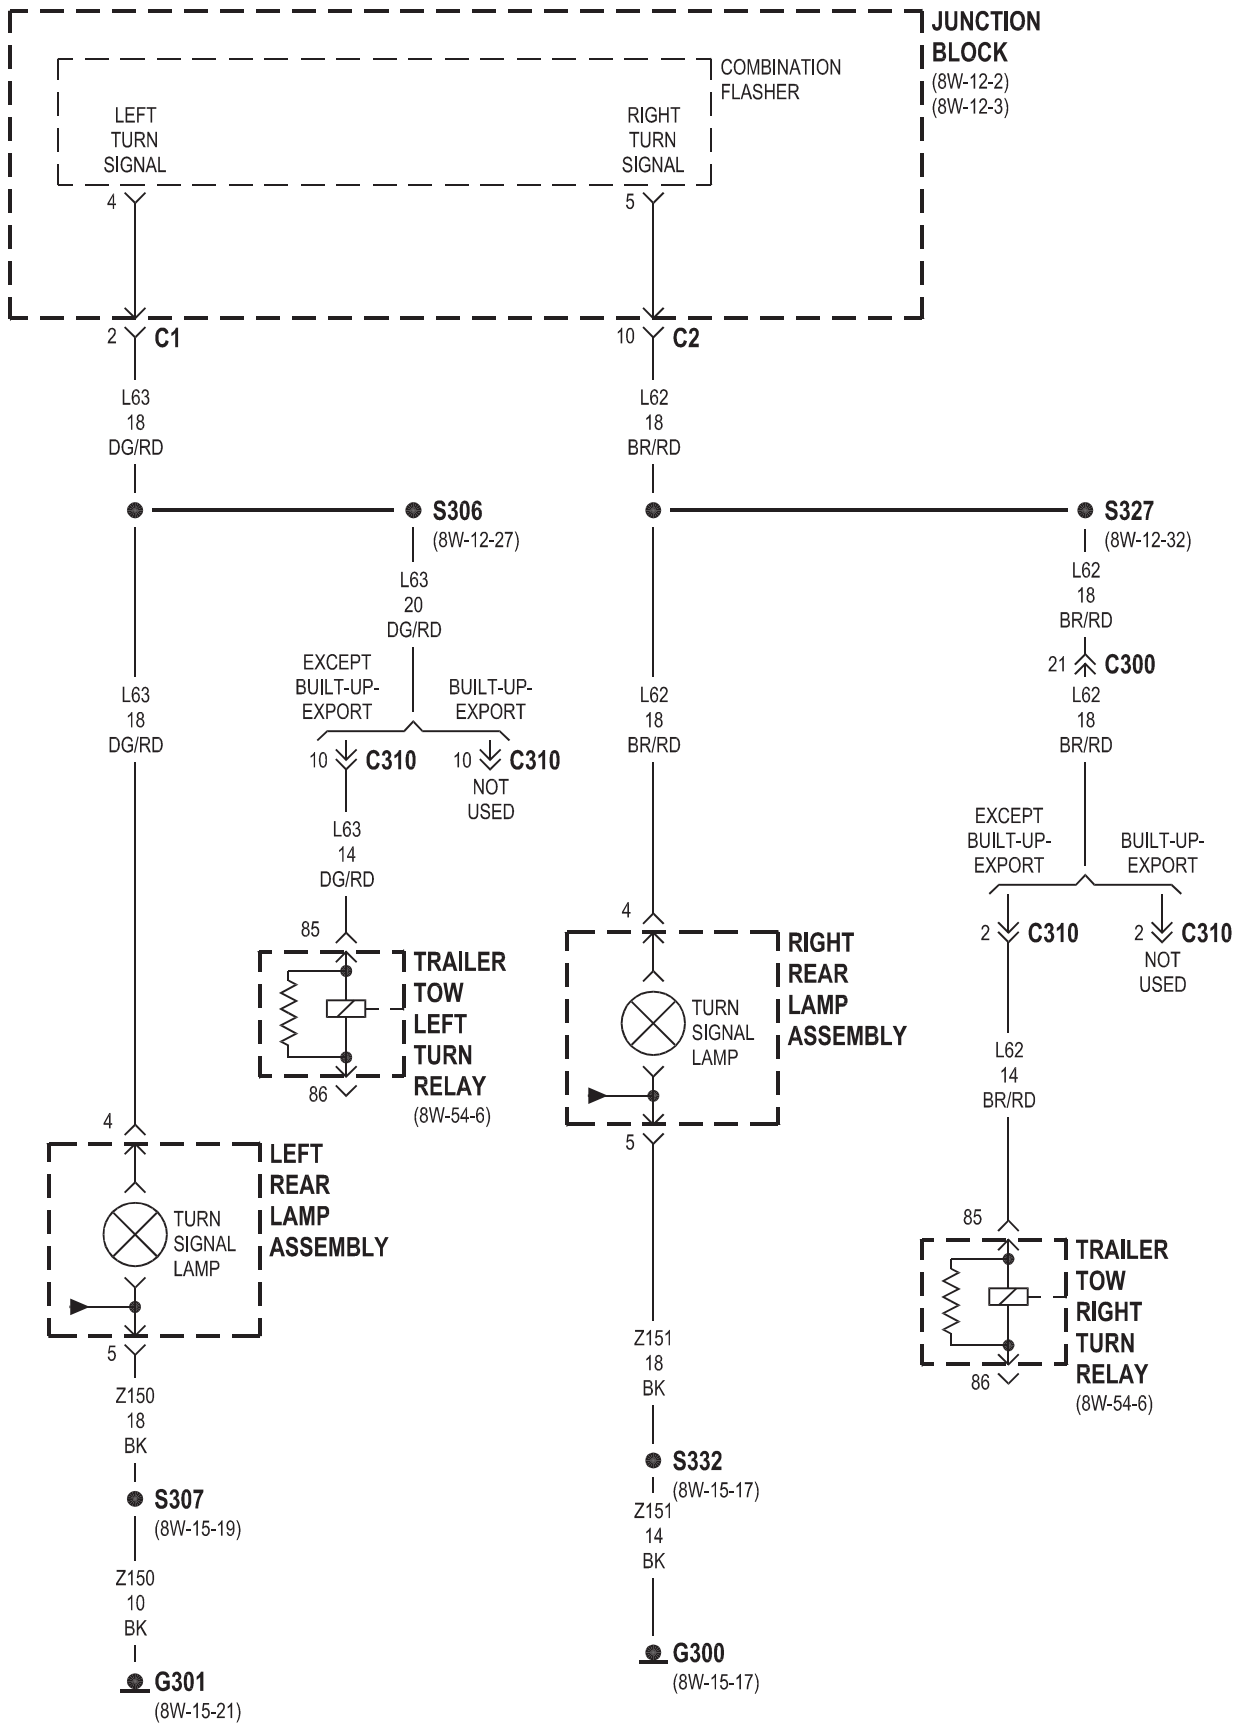 JUNCTION
BLOCK
(8W-12-2)
(8W-12-3)
COMBINATION
FLASHER
LEFT
TURN
SIGNAL
RIGHT
TURN
SIGNAL
4
5
2
C1
10
C2
L63
18
DG/RD
L62
18
BR/RD
S306
(8W-12-27)
S327
(8W-12-32)
L63
20
DG/RD
L62
18
BR/RD
EXCEPT
BUILT-UP-
EXPORT
BUILT-UP-
EXPORT
21
C300
L63
18
DG/RD
L62
18
BR/RD
L62
18
BR/RD
10
C310
10
C310
NOT
USED
L63
14
DG/RD
EXCEPT
BUILT-UP-
EXPORT
BUILT-UP-
EXPORT
85
4
2
C310
2
C310
NOT
USED
TRAILER
TOW
LEFT
TURN
RELAY
(8W-54-6)
86
RIGHT
REAR
LAMP
ASSEMBLY
TURN
SIGNAL
LAMP
L62
14
BR/RD
4
5
LEFT
REAR
LAMP
ASSEMBLY
TURN
SIGNAL
LAMP
85
TRAILER
TOW
RIGHT
TURN
RELAY
(8W-54-6)
86
5
Z150
18
BK
Z151
18
BK
S307
(8W-15-19)
S332
(8W-15-17)
Z151
14
BK
Z150
10
BK
G300
(8W-15-17)
G301
(8W-15-21)